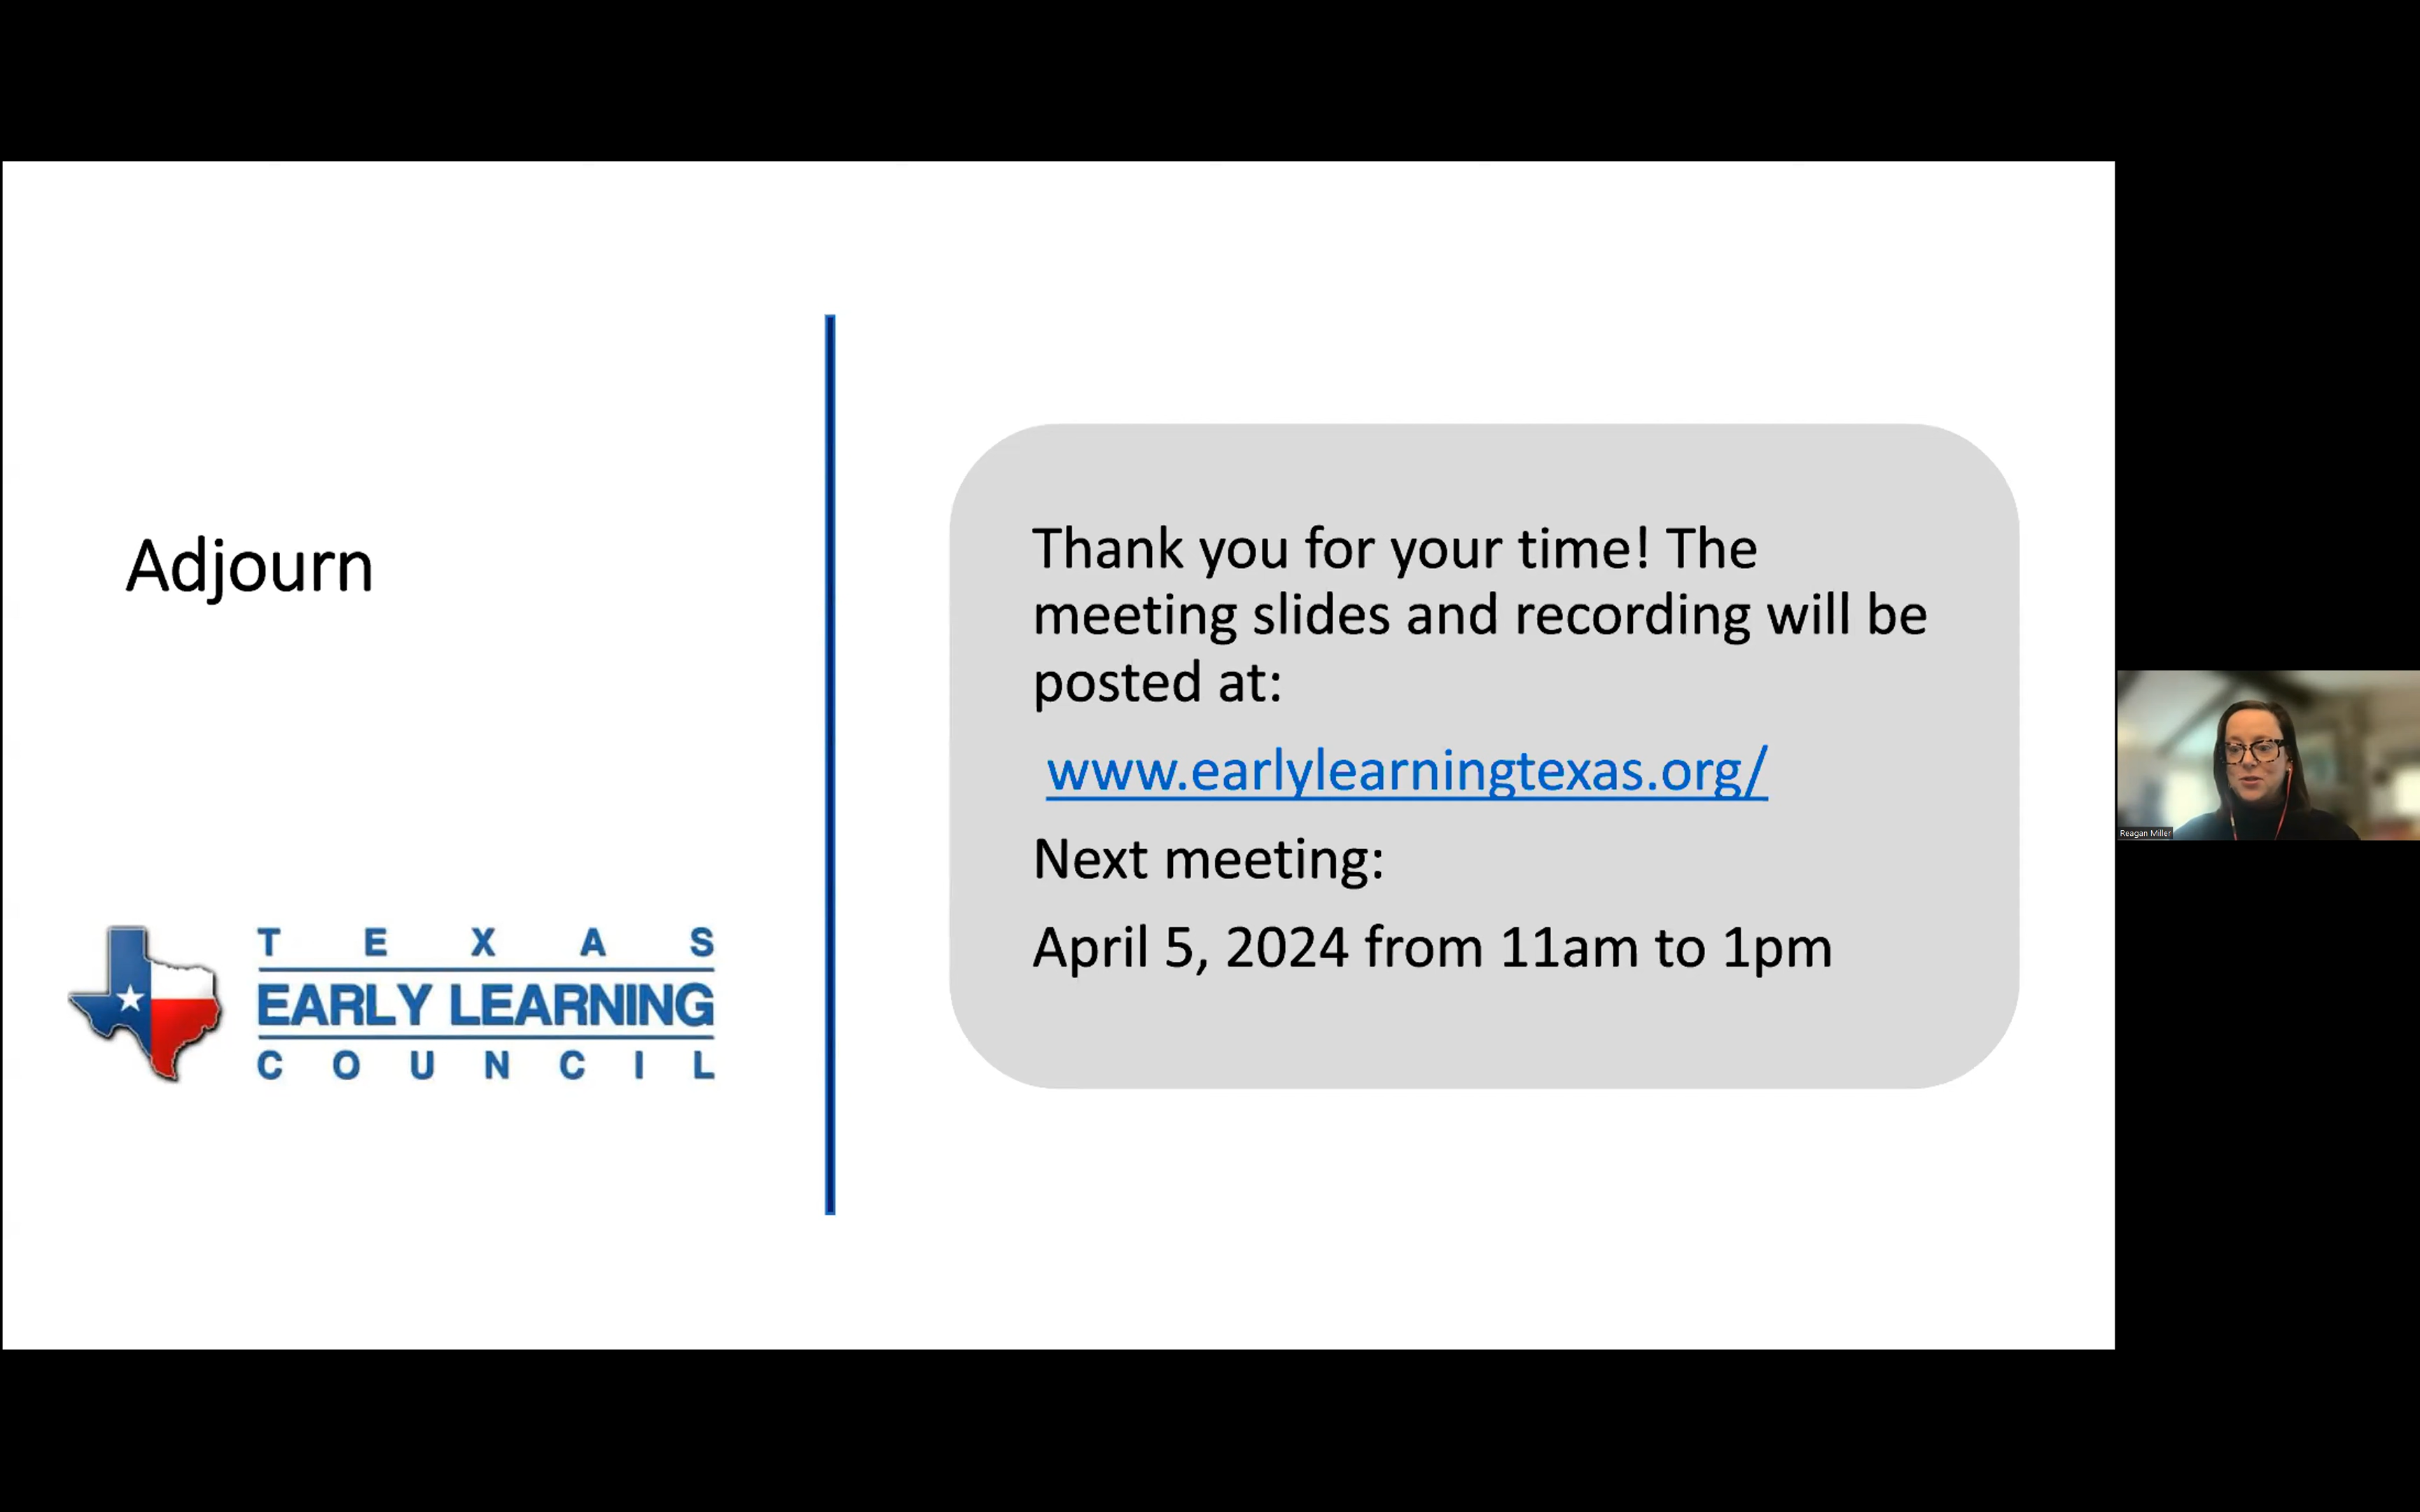 Adjourn
TEXAS
EARLY LEARNING
COUNCIL
Thank you for your time! The
meeting slides and recording will be
posted at:
www.earlylearningtexas.org/
Next meeting:
April 5, 2024 from 11am to 1pm
Reagan Miller